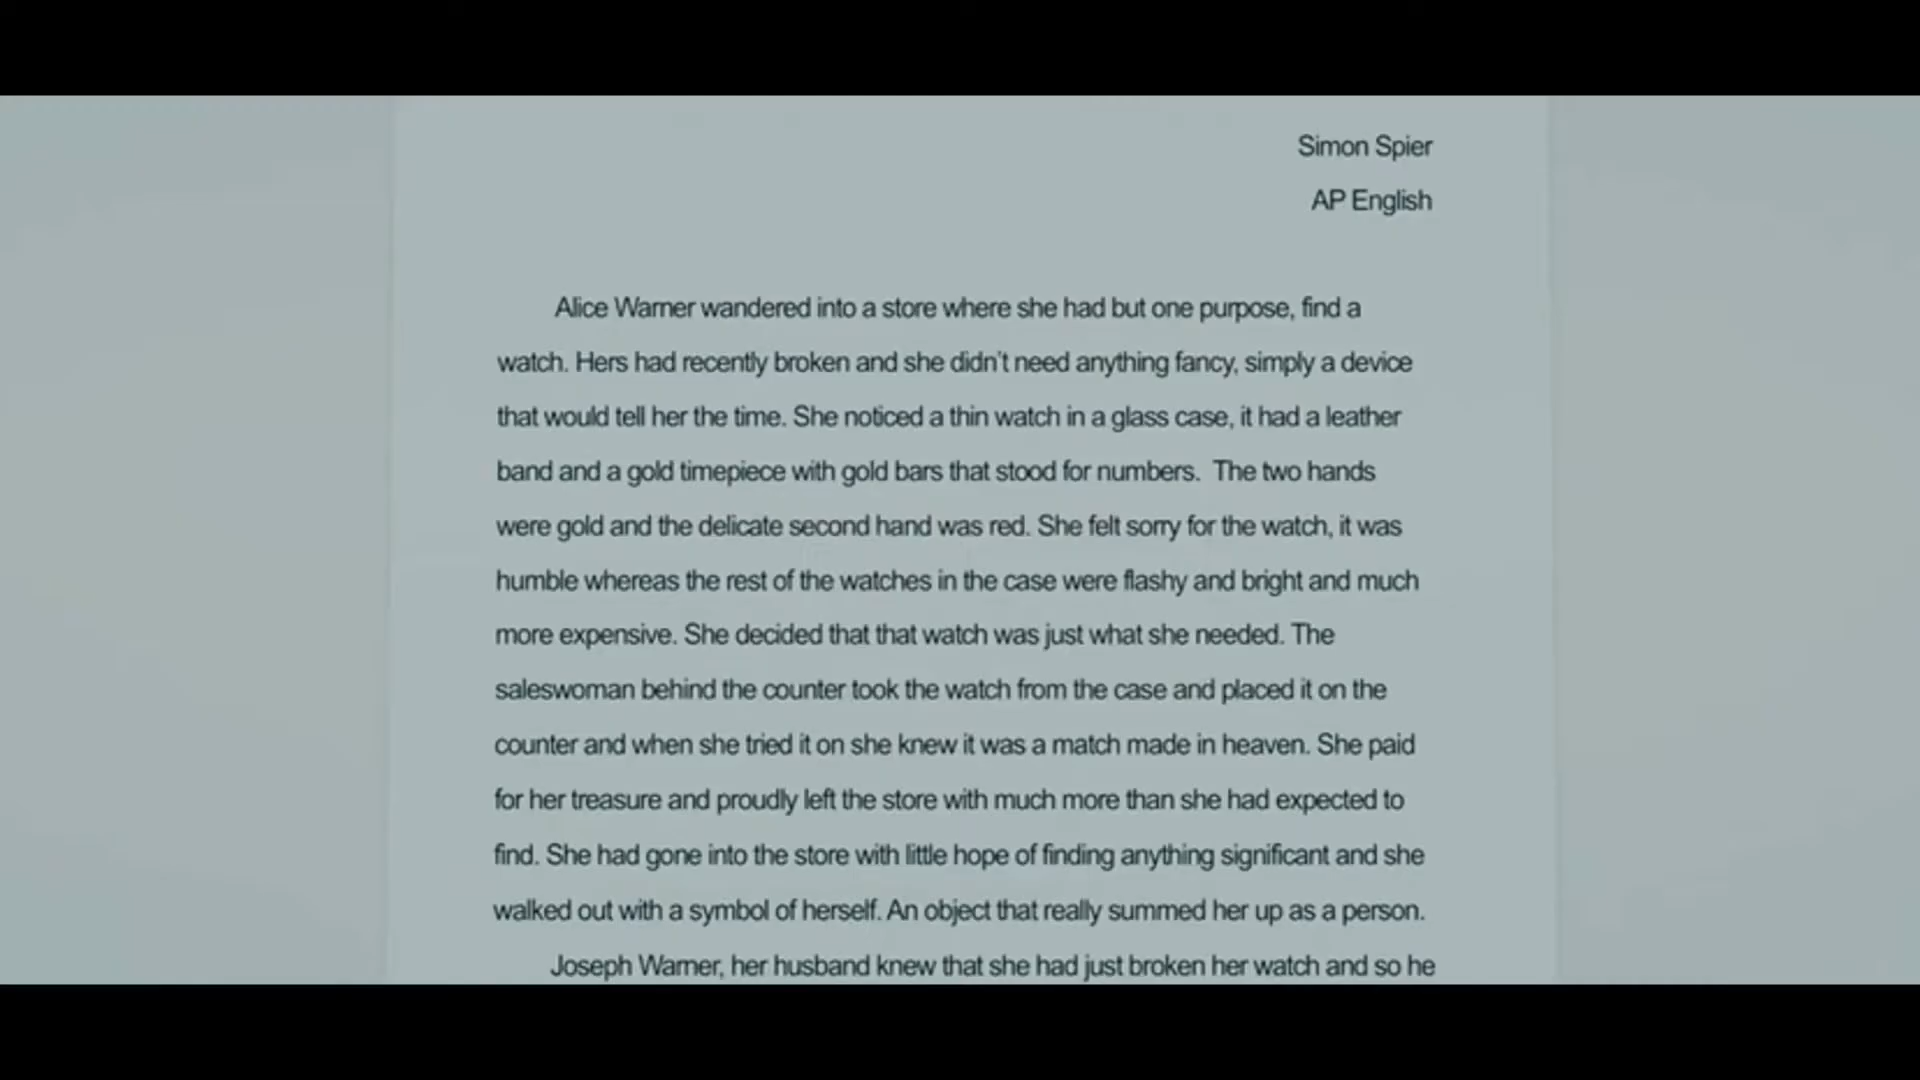 Simon Spier
AP English
Alice Warner wandered into a store where she had but one purpose, find a
watch. Hers had recently broken and she didn't need anything fancy, simply a device
that would tell her the time. She noticed a thin watch in a glass case, it had a leather
band and a gold timepiece with gold bars that stood for numbers.  The two hands
were gold and the delicate second hand was red. She felt sorry for the watch, it was
humble whereas the rest of the watches in the case were flashy and bright and much
more expensive. She decided that that watch was just what she needed. The
saleswoman behind the counter took the watch from the case and placed it on the
counter and when she tried it on she knew it was a match made in heaven. She paid
for her treasure and proudly left the store with much more than she had expected to
find. She had gone into the store with little hope of finding anything significant and she
walked out with a symbol of herself. An object that really summed her up as a person.
Joseph Warner, her husband knew that she had just broken her watch and so he